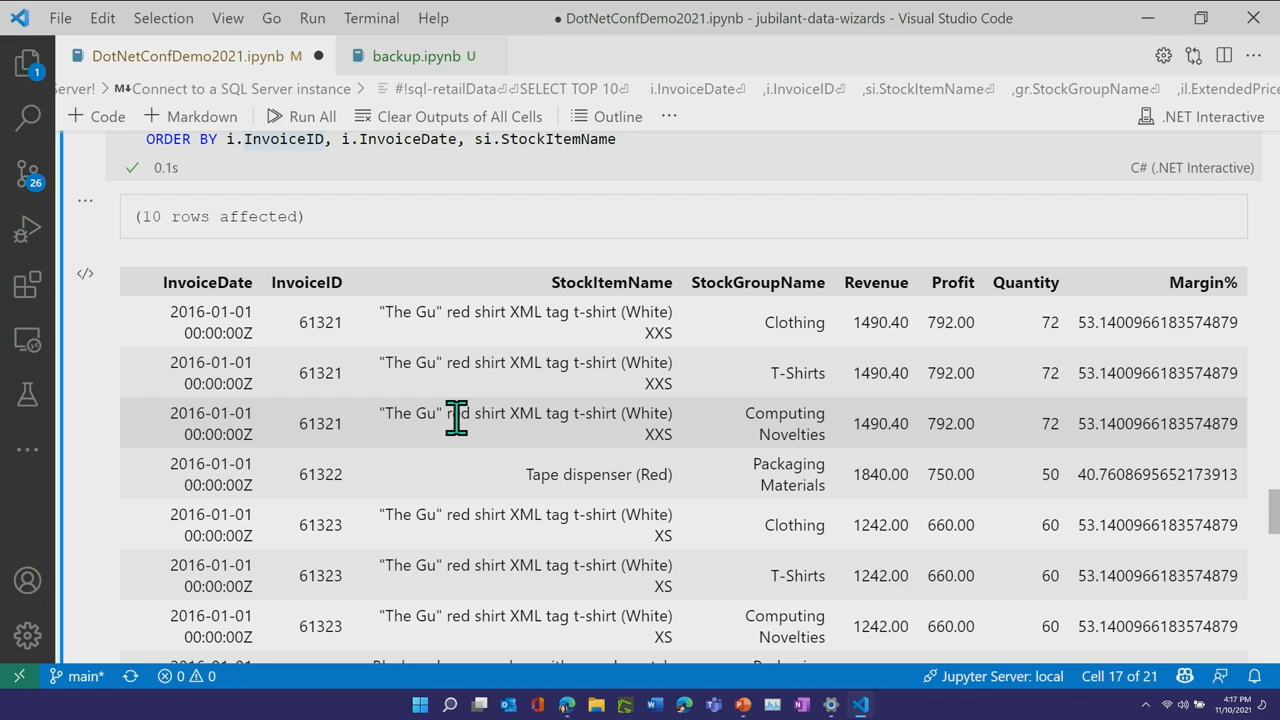 File Edit Selection View Go Run Terminal Help ● DotNetConfDemo2021.ipynb - jubilant-data-wizards - Visual Studio Code
DotNetConfDemo2021.ipynb M ● backup.ipynb U
Server! > M↓Connect to a SQL Server instance > #!sql-retailData⏎⏎SELECT TOP 10⏎ i.InvoiceDate⏎ ,i.InvoiceID⏎ ,si.StockItemName⏎ ,gr.StockGroupName⏎ ,il.ExtendedPrice
+ Code + Markdown Run All Clear Outputs of All Cells Outline ··· .NET Interactive
ORDER BY i.InvoiceID, i.InvoiceDate, si.StockItemName
0.1s C# (.NET Interactive)
(10 rows affected)
InvoiceDate InvoiceID StockItemName StockGroupName Revenue Profit Quantity Margin%
2016-01-01 00:00:00Z 61321 "The Gu" red shirt XML tag t-shirt (White) XXS Clothing 1490.40 792.00 72 53.1400966183574879
2016-01-01 00:00:00Z 61321 "The Gu" red shirt XML tag t-shirt (White) XXS T-Shirts 1490.40 792.00 72 53.1400966183574879
2016-01-01 00:00:00Z 61321 "The Gu" red shirt XML tag t-shirt (White) XXS Computing Novelties 1490.40 792.00 72 53.1400966183574879
2016-01-01 00:00:00Z 61322 Tape dispenser (Red) Packaging Materials 1840.00 750.00 50 40.7608695652173913
2016-01-01 00:00:00Z 61323 "The Gu" red shirt XML tag t-shirt (White) XS Clothing 1242.00 660.00 60 53.1400966183574879
2016-01-01 00:00:00Z 61323 "The Gu" red shirt XML tag t-shirt (White) XS T-Shirts 1242.00 660.00 60 53.1400966183574879
2016-01-01 00:00:00Z 61323 "The Gu" red shirt XML tag t-shirt (White) XS Computing Novelties 1242.00 660.00 60 53.1400966183574879
1
26
main* 0 0 Jupyter Server: local Cell 17 of 21
4:17 PM
11/10/2021